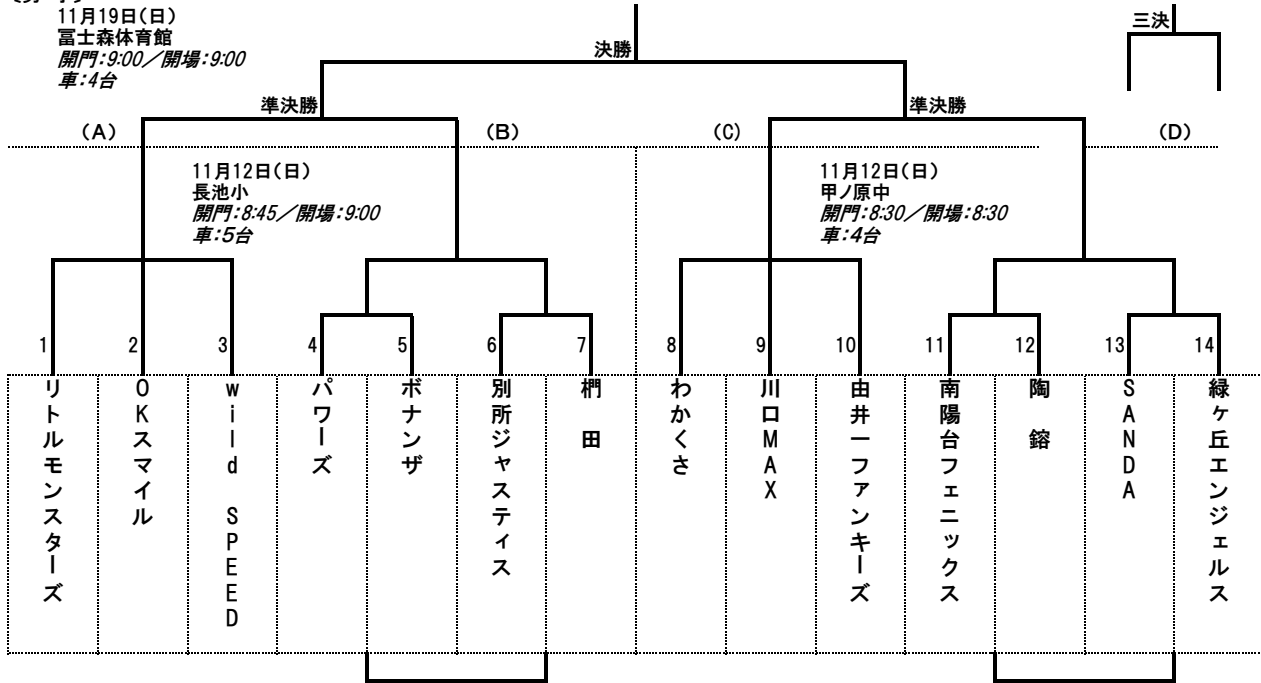 11月19日(日)
冨士森体育館
開門:9:00/開場:9:00
車:4台
決勝
三決
準決勝
準決勝
(A)
(B)
(C)
(D)
11月12日(日)
長池小
開門:8:45/開場:9:00
車:5台
11月12日(日)
甲ノ原中
開門:8:30/開場:8:30
車:4台
1
2
3
4
5
6
7
8
9
10
11
12
13
14
リトルモンスターズ
OKスマイル
wild SPEED
パワーズ
ボナンザ
別所ジャスティス
椚田
わかくさ
川口MAX
由井一ファンキーズ
南陽台フェニックス
陶鎔
SANDA
緑ヶ丘エンジェルス